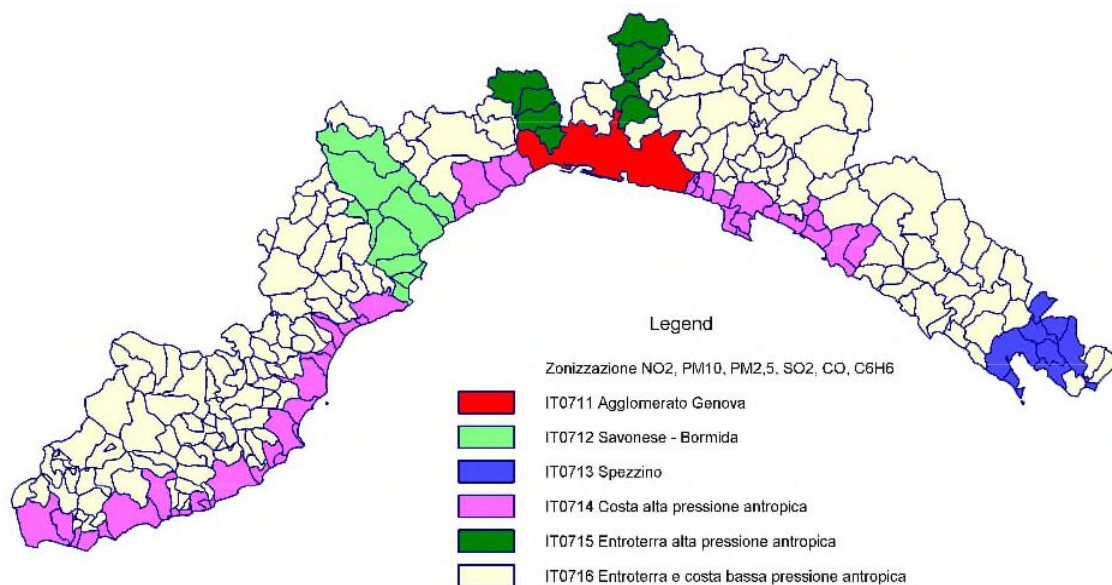 Legend
Zonizzazione NO2, PM10, PM2,5, SO2, CO, C6H6
IT0711 Agglomerato Genova
IT0712 Savonese - Bormida
IT0713 Spezzino
IT0714 Costa alta pressione antropica
IT0715 Entroterra alta pressione antropica
IT0716 Entroterra e costa bassa pressione antropica